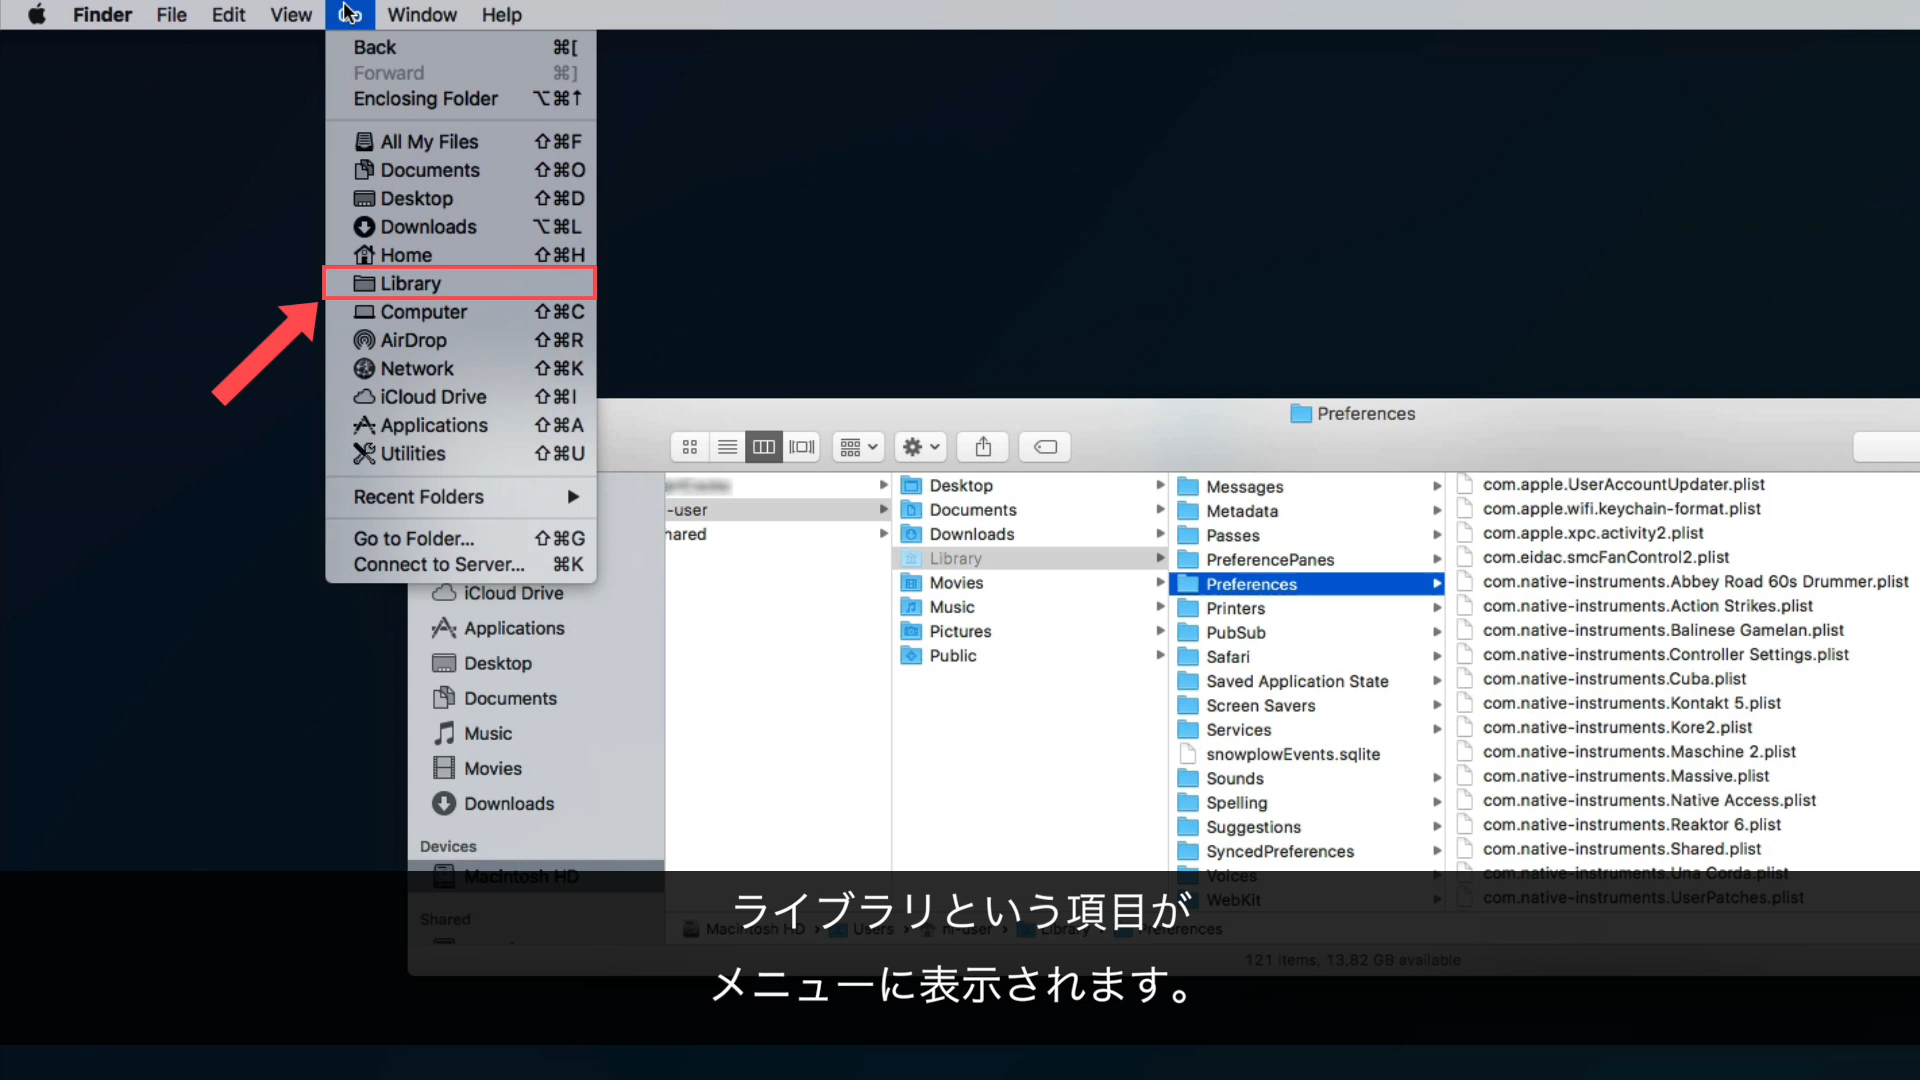 Finder File Edit View Window Help
Back ⌘[
Forward ⌘]
Enclosing Folder ⌥⌘↑
All My Files ⇧⌘F
Documents ⇧⌘O
Desktop ⇧⌘D
Downloads ⌥⌘L
Home ⇧⌘H
Library
Computer ⇧⌘C
AirDrop ⇧⌘R
Network ⇧⌘K
iCloud Drive ⇧⌘I
Applications ⇧⌘A
Utilities ⇧⌘U
Recent Folders
Go to Folder... ⇧⌘G
Connect to Server... ⌘K
Preferences
iCloud Drive
Applications
Desktop
Documents
Music
Movies
Downloads
Devices
Macintosh HD
Shared
-user
hared
Desktop
Documents
Downloads
Library
Movies
Music
Pictures
Public
Messages
Metadata
Passes
PreferencePanes
Preferences
Printers
PubSub
Safari
Saved Application State
Screen Savers
Services
snowplowEvents.sqlite
Sounds
Spelling
Suggestions
SyncedPreferences
Voices
WebKit
com.apple.UserAccountUpdater.plist
com.apple.wifi.keychain-format.plist
com.apple.xpc.activity2.plist
com.eidac.smcFanControl2.plist
com.native-instruments.Abbey Road 60s Drummer.plist
com.native-instruments.Action Strikes.plist
com.native-instruments.Balinese Gamelan.plist
com.native-instruments.Controller Settings.plist
com.native-instruments.Cuba.plist
com.native-instruments.Kontakt 5.plist
com.native-instruments.Kore2.plist
com.native-instruments.Maschine 2.plist
com.native-instruments.Massive.plist
com.native-instruments.Native Access.plist
com.native-instruments.Reaktor 6.plist
com.native-instruments.Shared.plist
com.native-instruments.Una Corda.plist
com.native-instruments.UserPatches.plist
Macintosh HD › Users › ni-user › Library › Preferences
121 items, 13,82 GB available
ライブラリという項目が
メニューに表示されます。